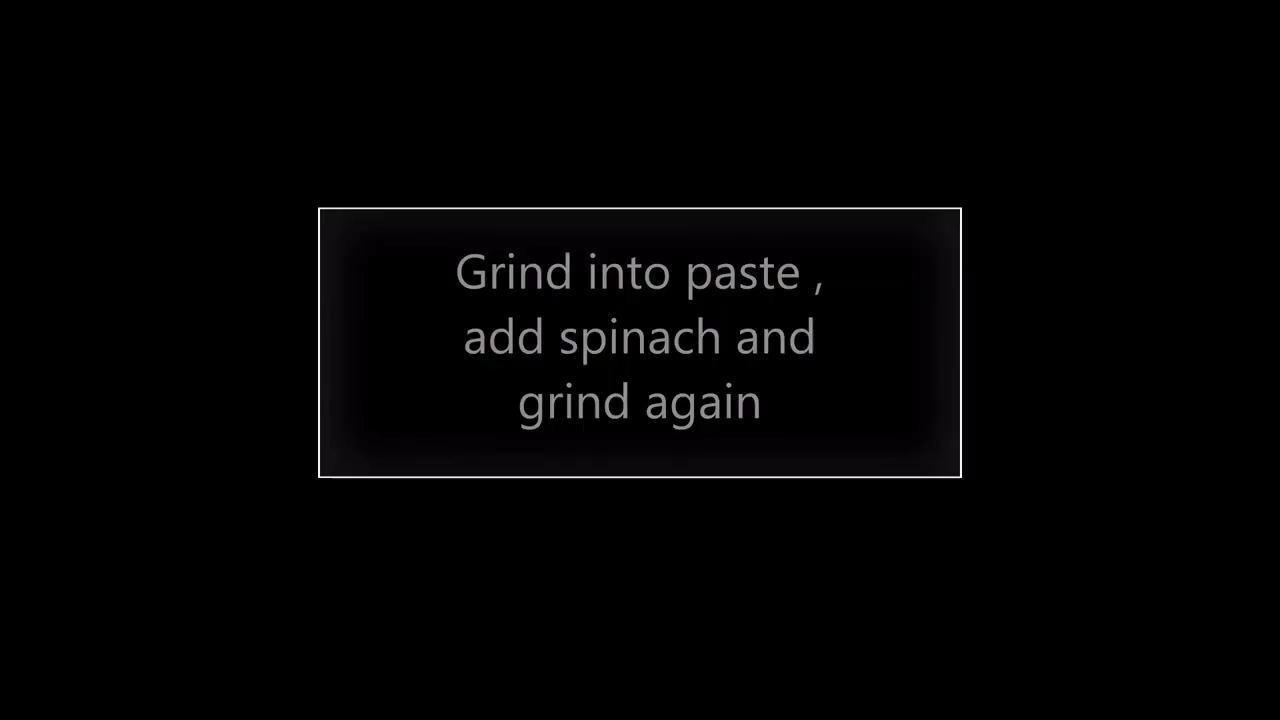 Grind into paste ,
add spinach and
grind again